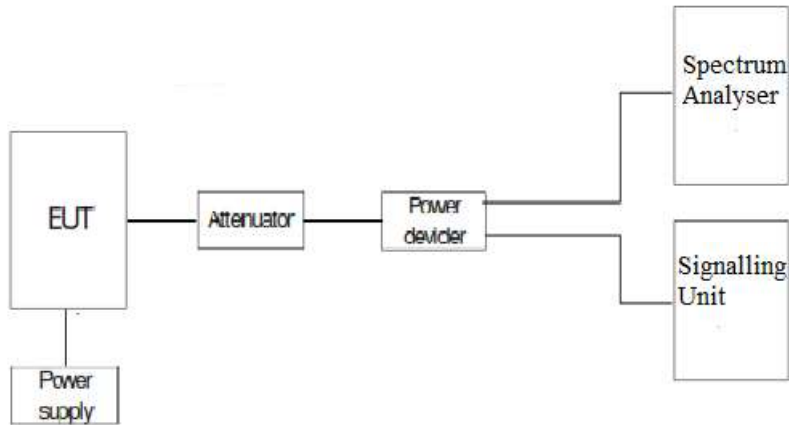 Spectrum
Analyser
EUT
Attenuator
Power
devider
Signalling
Unit
Power
supply